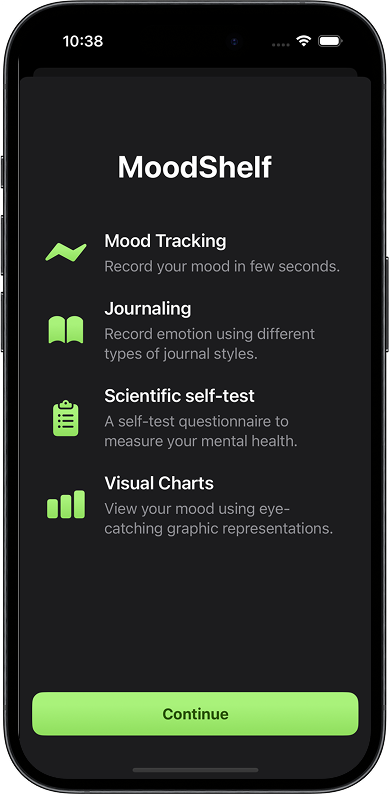 10:38
MoodShelf
Mood Tracking
Record your mood in few seconds.
Journaling
Record emotion using different
types of journal styles.
Scientific self-test
A self-test questionnaire to
measure your mental health.
Visual Charts
View your mood using eye-
catching graphic representations.
Continue